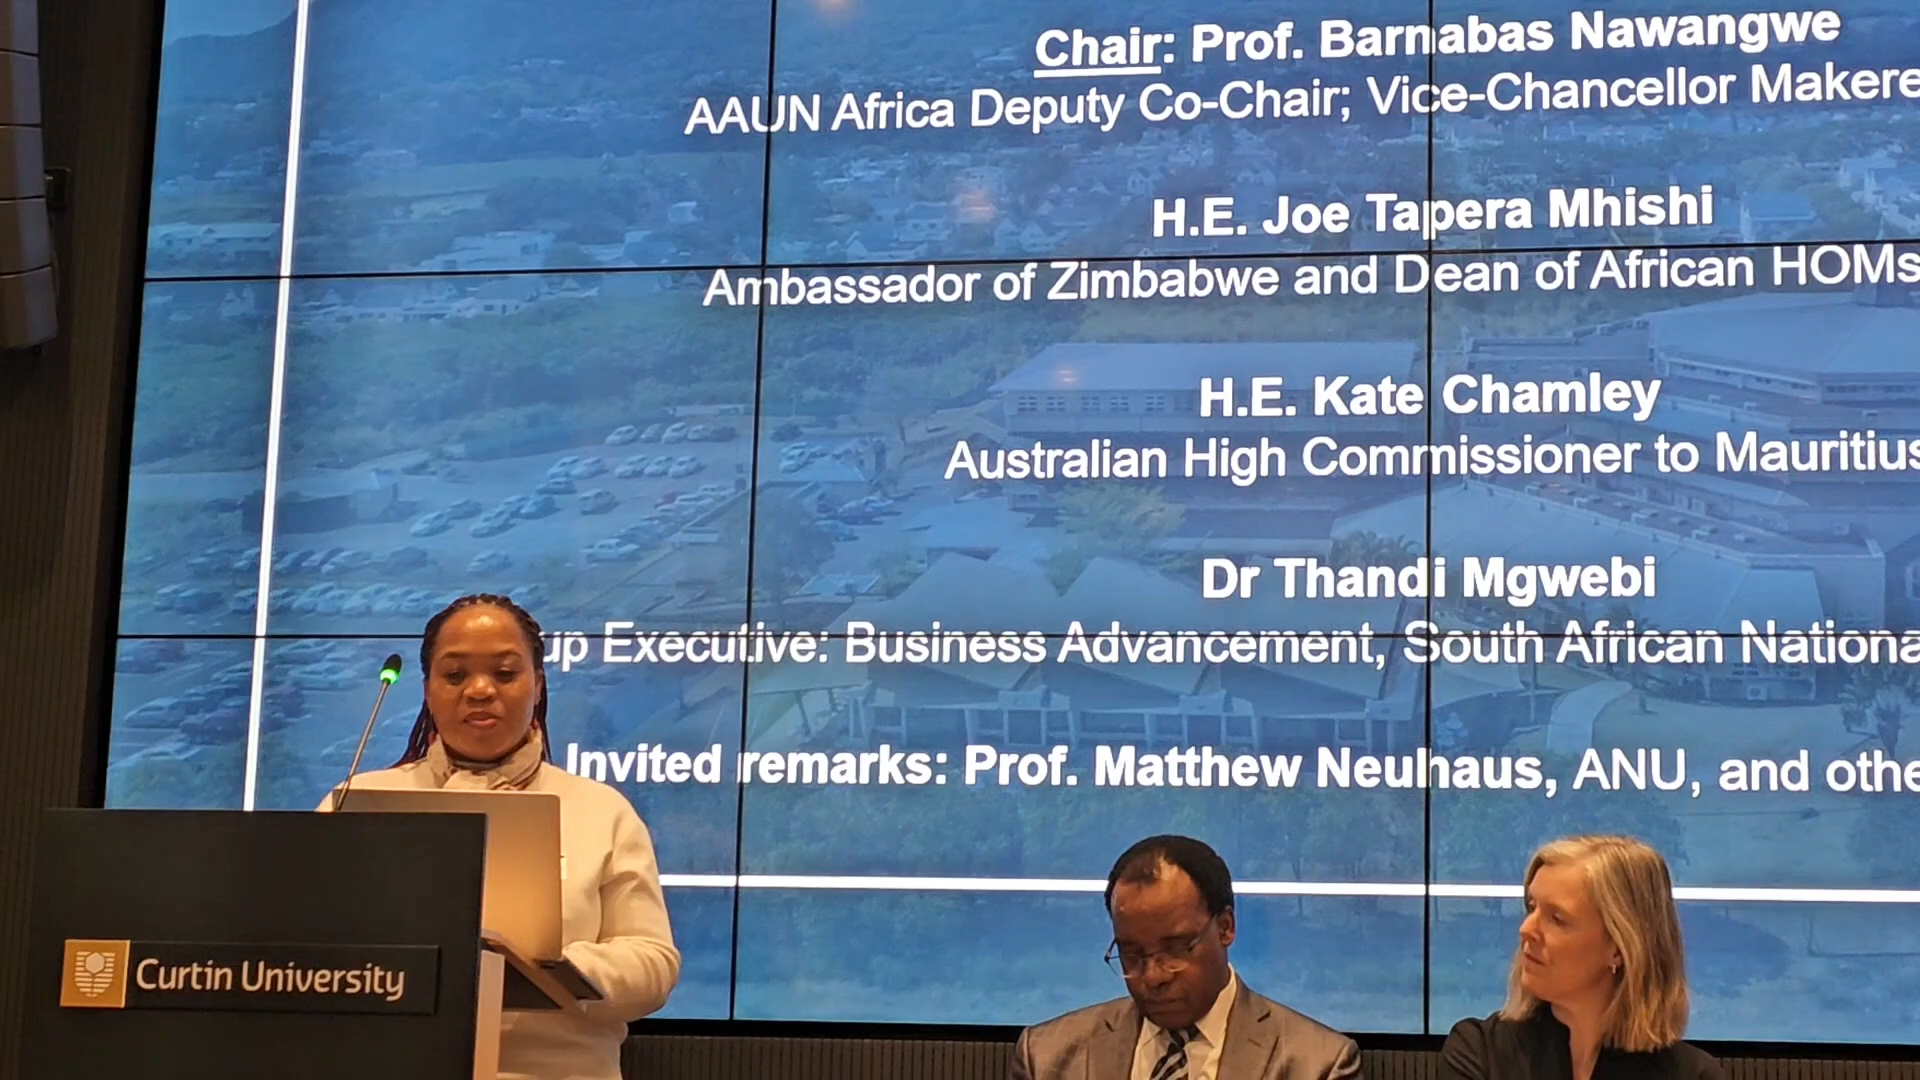 Chair: Prof. Barnabas Nawangwe
AAUN Africa Deputy Co-Chair; Vice-Chancellor Makere
H.E. Joe Tapera Mhishi
Ambassador of Zimbabwe and Dean of African HOMs
H.E. Kate Chamley
Australian High Commissioner to Mauritius
Dr Thandi Mgwebi
up Executive: Business Advancement, South African Nationa
Invited remarks: Prof. Matthew Neuhaus, ANU, and othe
Curtin University